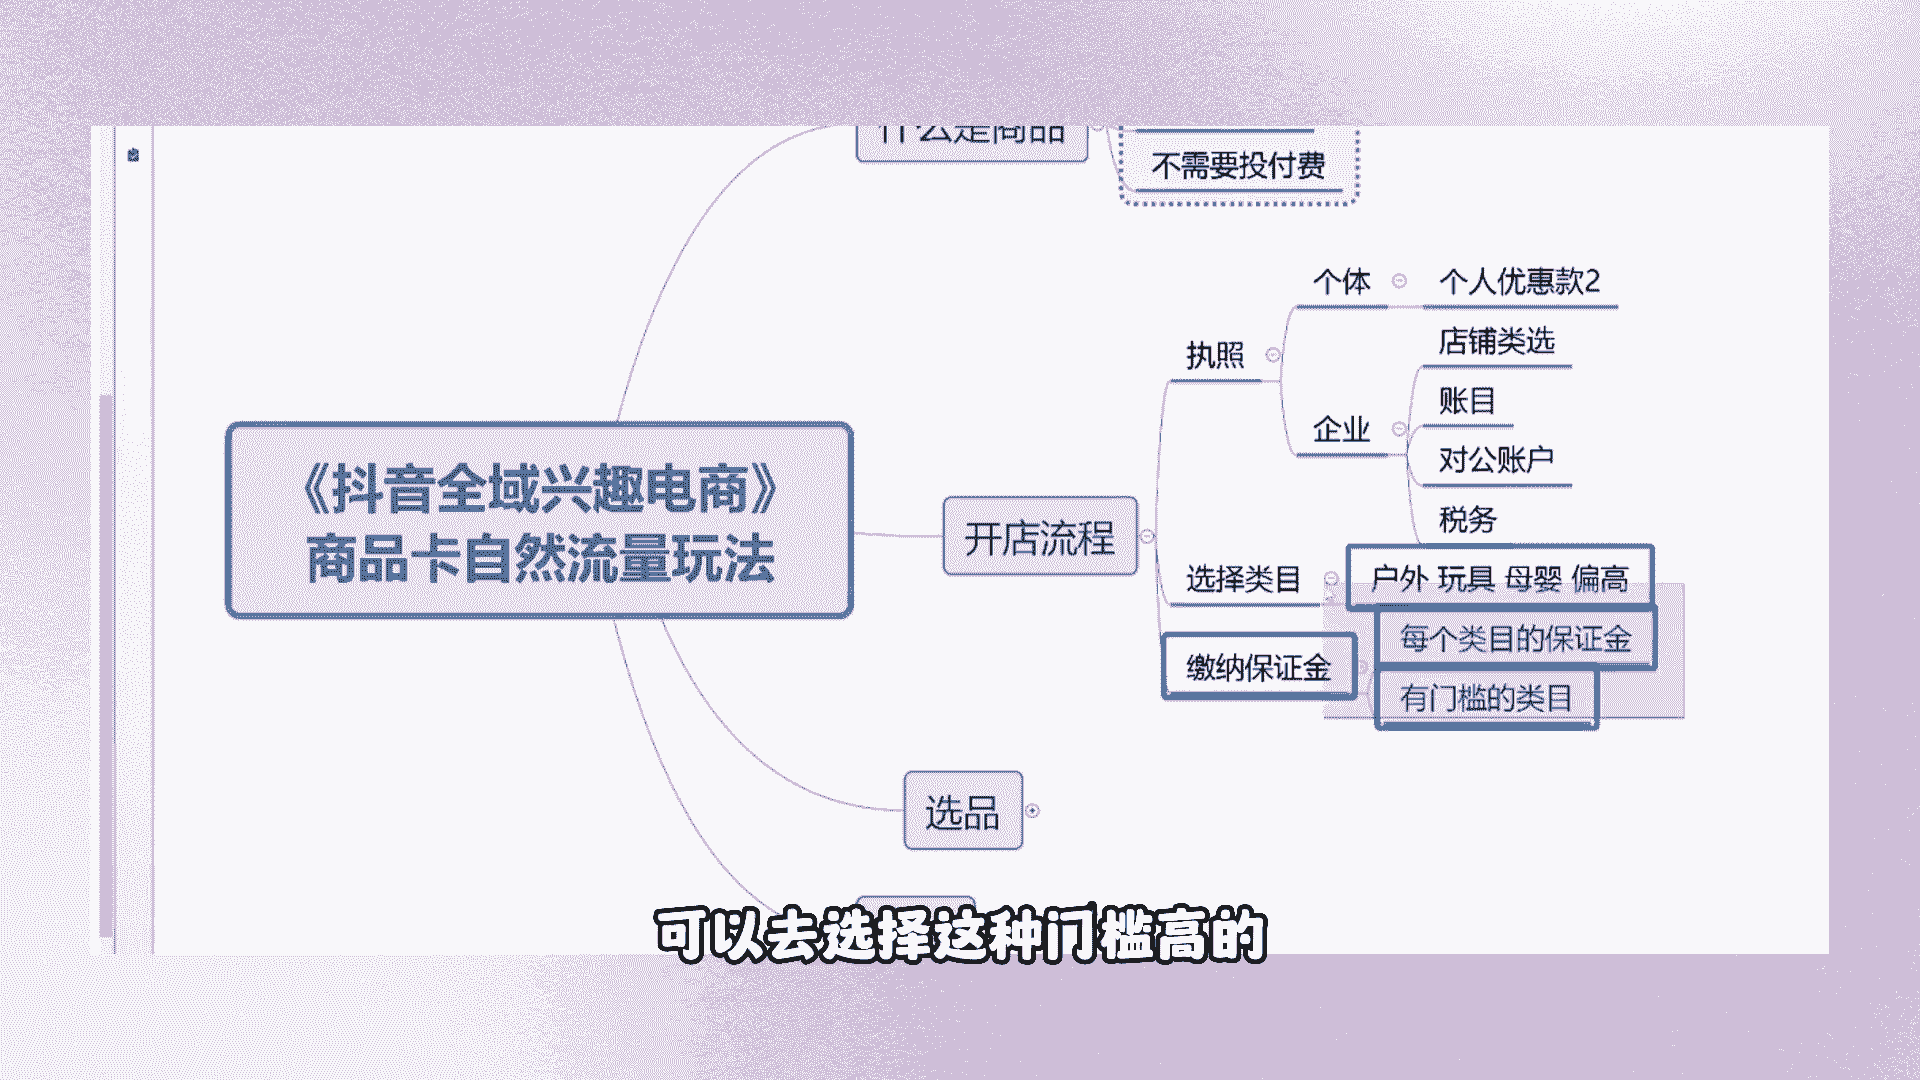 什么是商品
不需要投付费
个体
个人优惠款2
执照
店铺类选
账目
企业
对公账户
税务
《抖音全域兴趣电商》
商品卡自然流量玩法
开店流程
选择类目
户外 玩具 母婴 偏高
缴纳保证金
每个类目的保证金
有门槛的类目
选品
可以去选择这种门槛高的